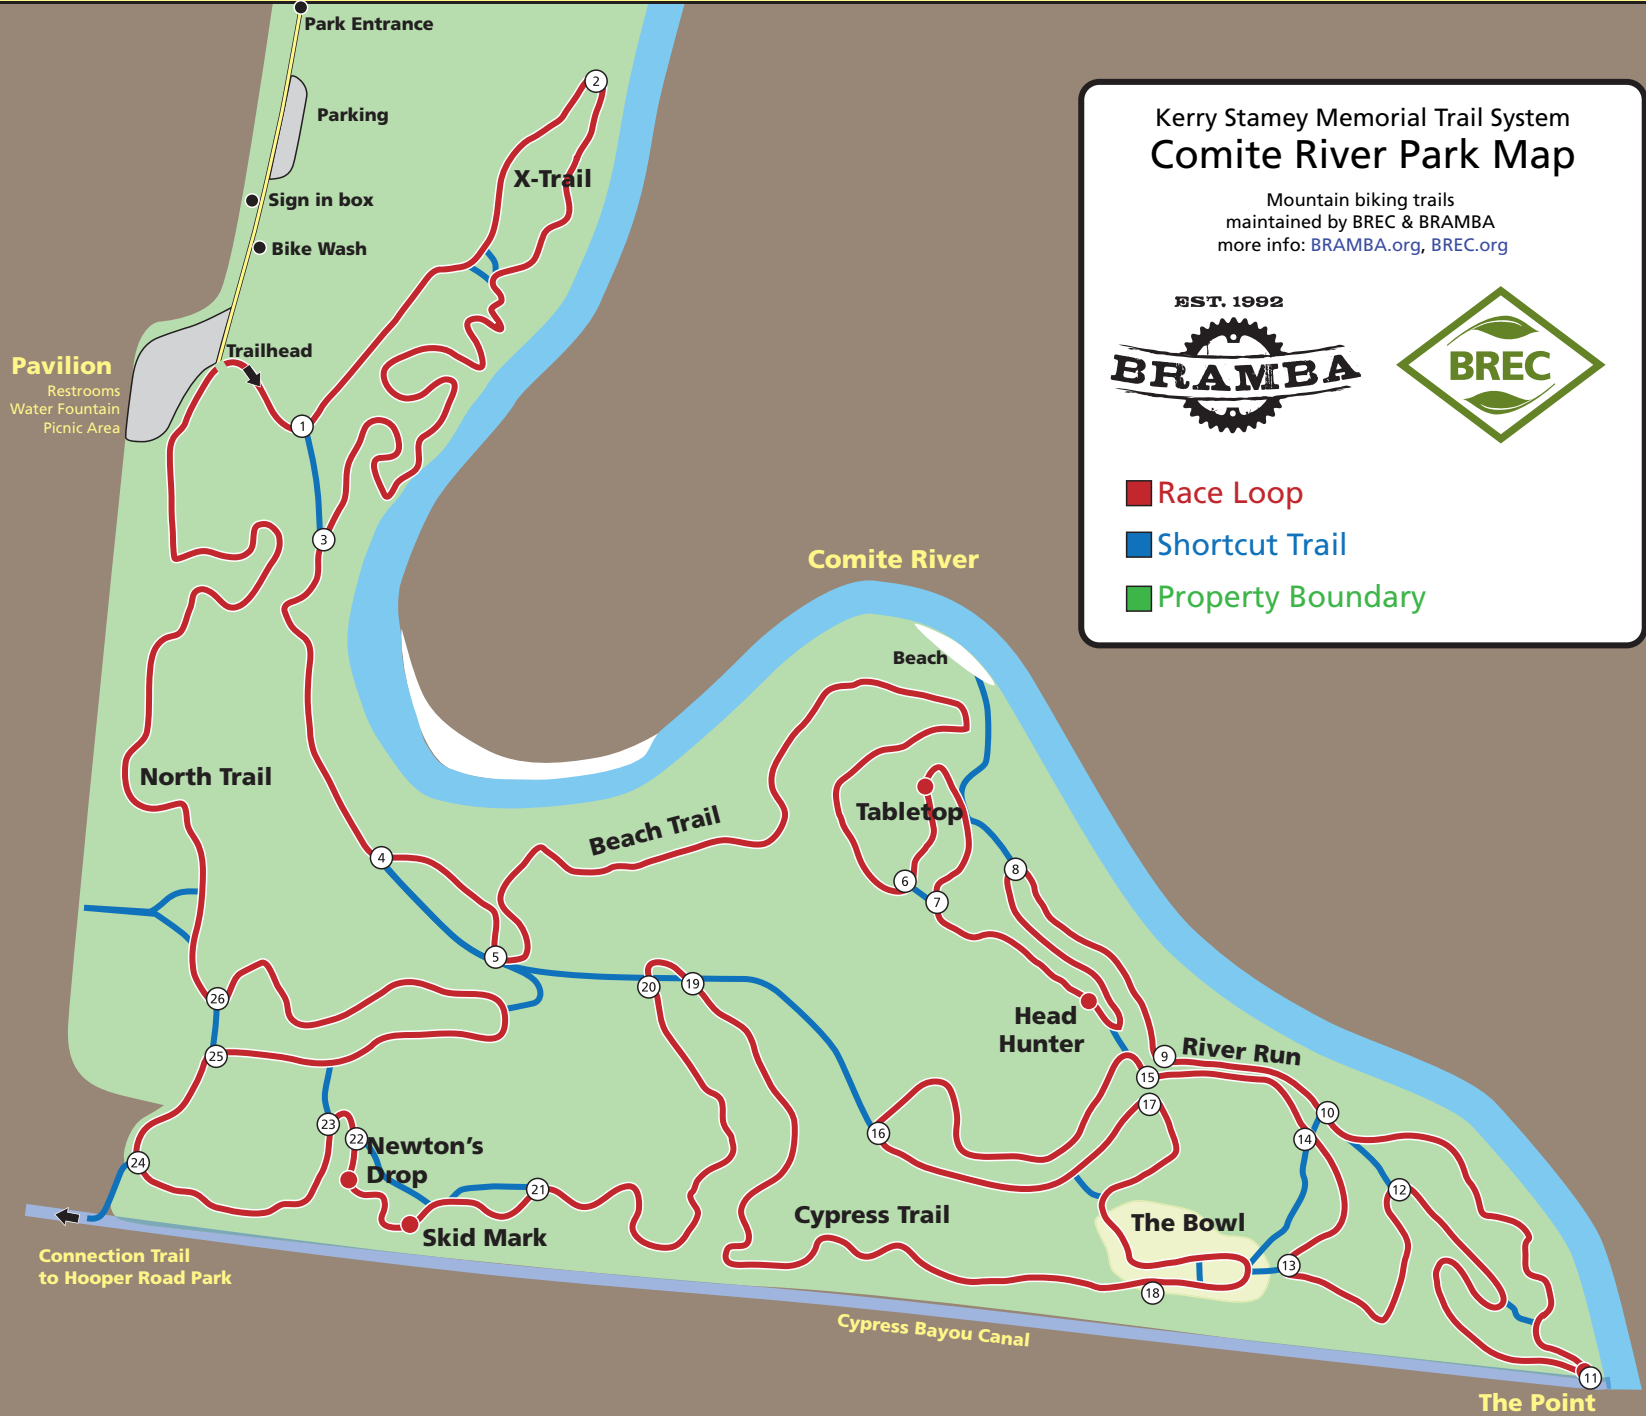 Park Entrance
Parking
Sign in box
Bike Wash
Trailhead
Pavilion
Restrooms
Water Fountain
Picnic Area
X-Trail
2
1
3
Kerry Stamey Memorial Trail System
Comite River Park Map
Mountain biking trails
maintained by BREC & BRAMBA
more info: BRAMBA.org, BREC.org
EST. 1992
BRAMBA
BREC
Race Loop
Shortcut Trail
Property Boundary
Comite River
Beach
North Trail
Beach Trail
Tabletop
4
5
6
7
8
20
19
26
25
Head
Hunter
9
River Run
15
17
10
14
16
23
22
Newton's
Drop
24
21
Skid Mark
Cypress Trail
The Bowl
12
13
18
11
Connection Trail
to Hooper Road Park
Cypress Bayou Canal
The Point